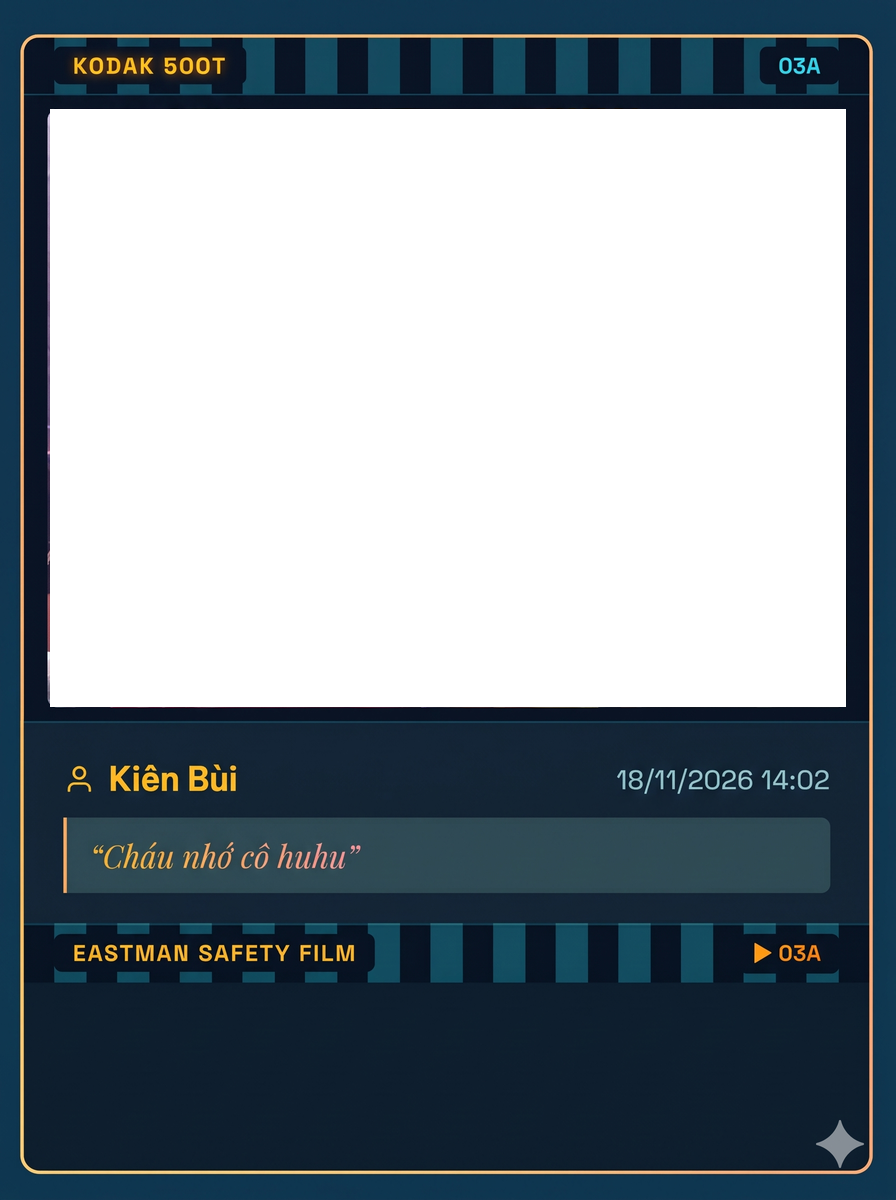 KODAK 500T
03A
Kiên Bùi
18/11/2026 14:02
“Cháu nhớ cô huhu”
EASTMAN SAFETY FILM
▶ 03A